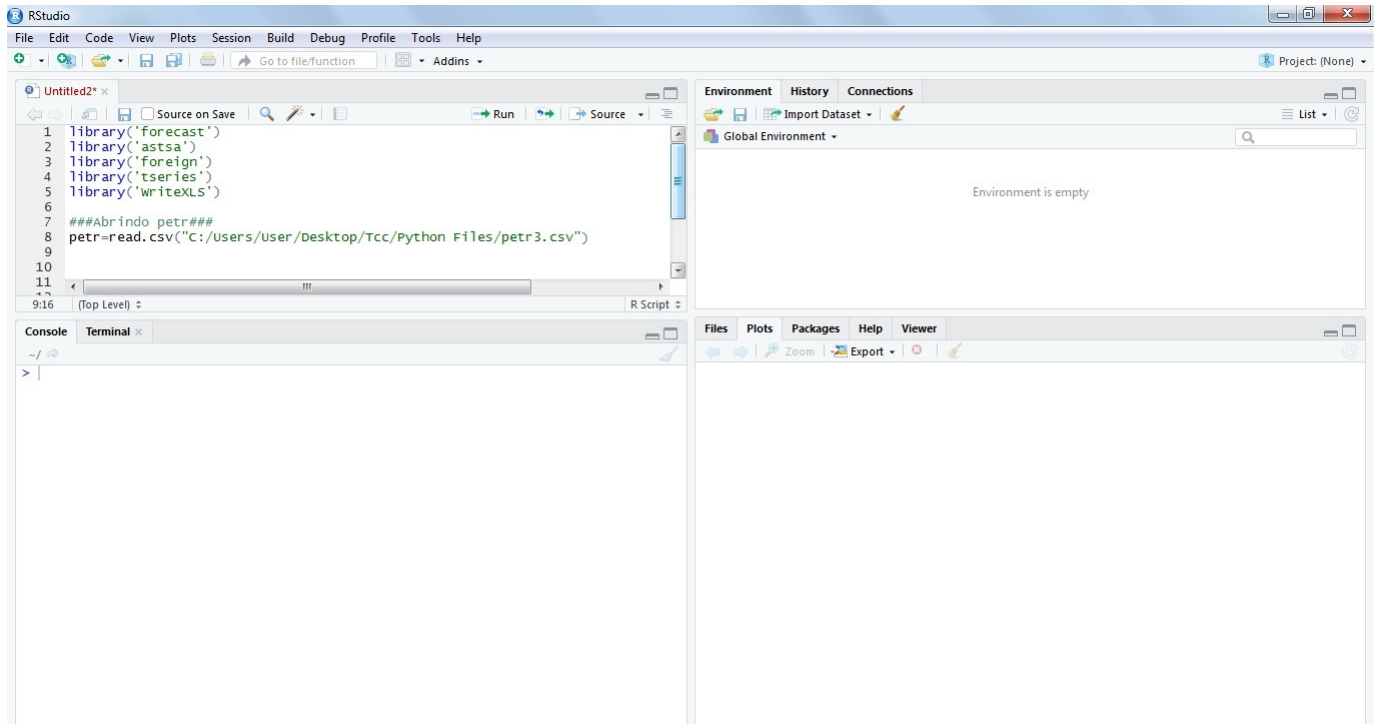 RStudio
File Edit Code View Plots Session Build Debug Profile Tools Help
Go to file/function Addins Project: (None)
Untitled2*
Source on Save Run Source
1 library('forecast')
2 library('astsa')
3 library('foreign')
4 library('tseries')
5 library('WriteXLS')
6
7 ###Abrindo petr###
8 petr=read.csv("C:/Users/User/Desktop/Tcc/Python Files/petr3.csv")
9
10
11
9:16 (Top Level) R Script
Console Terminal
~/
>
Environment History Connections
Import Dataset List
Global Environment
Environment is empty
Files Plots Packages Help Viewer
Zoom Export